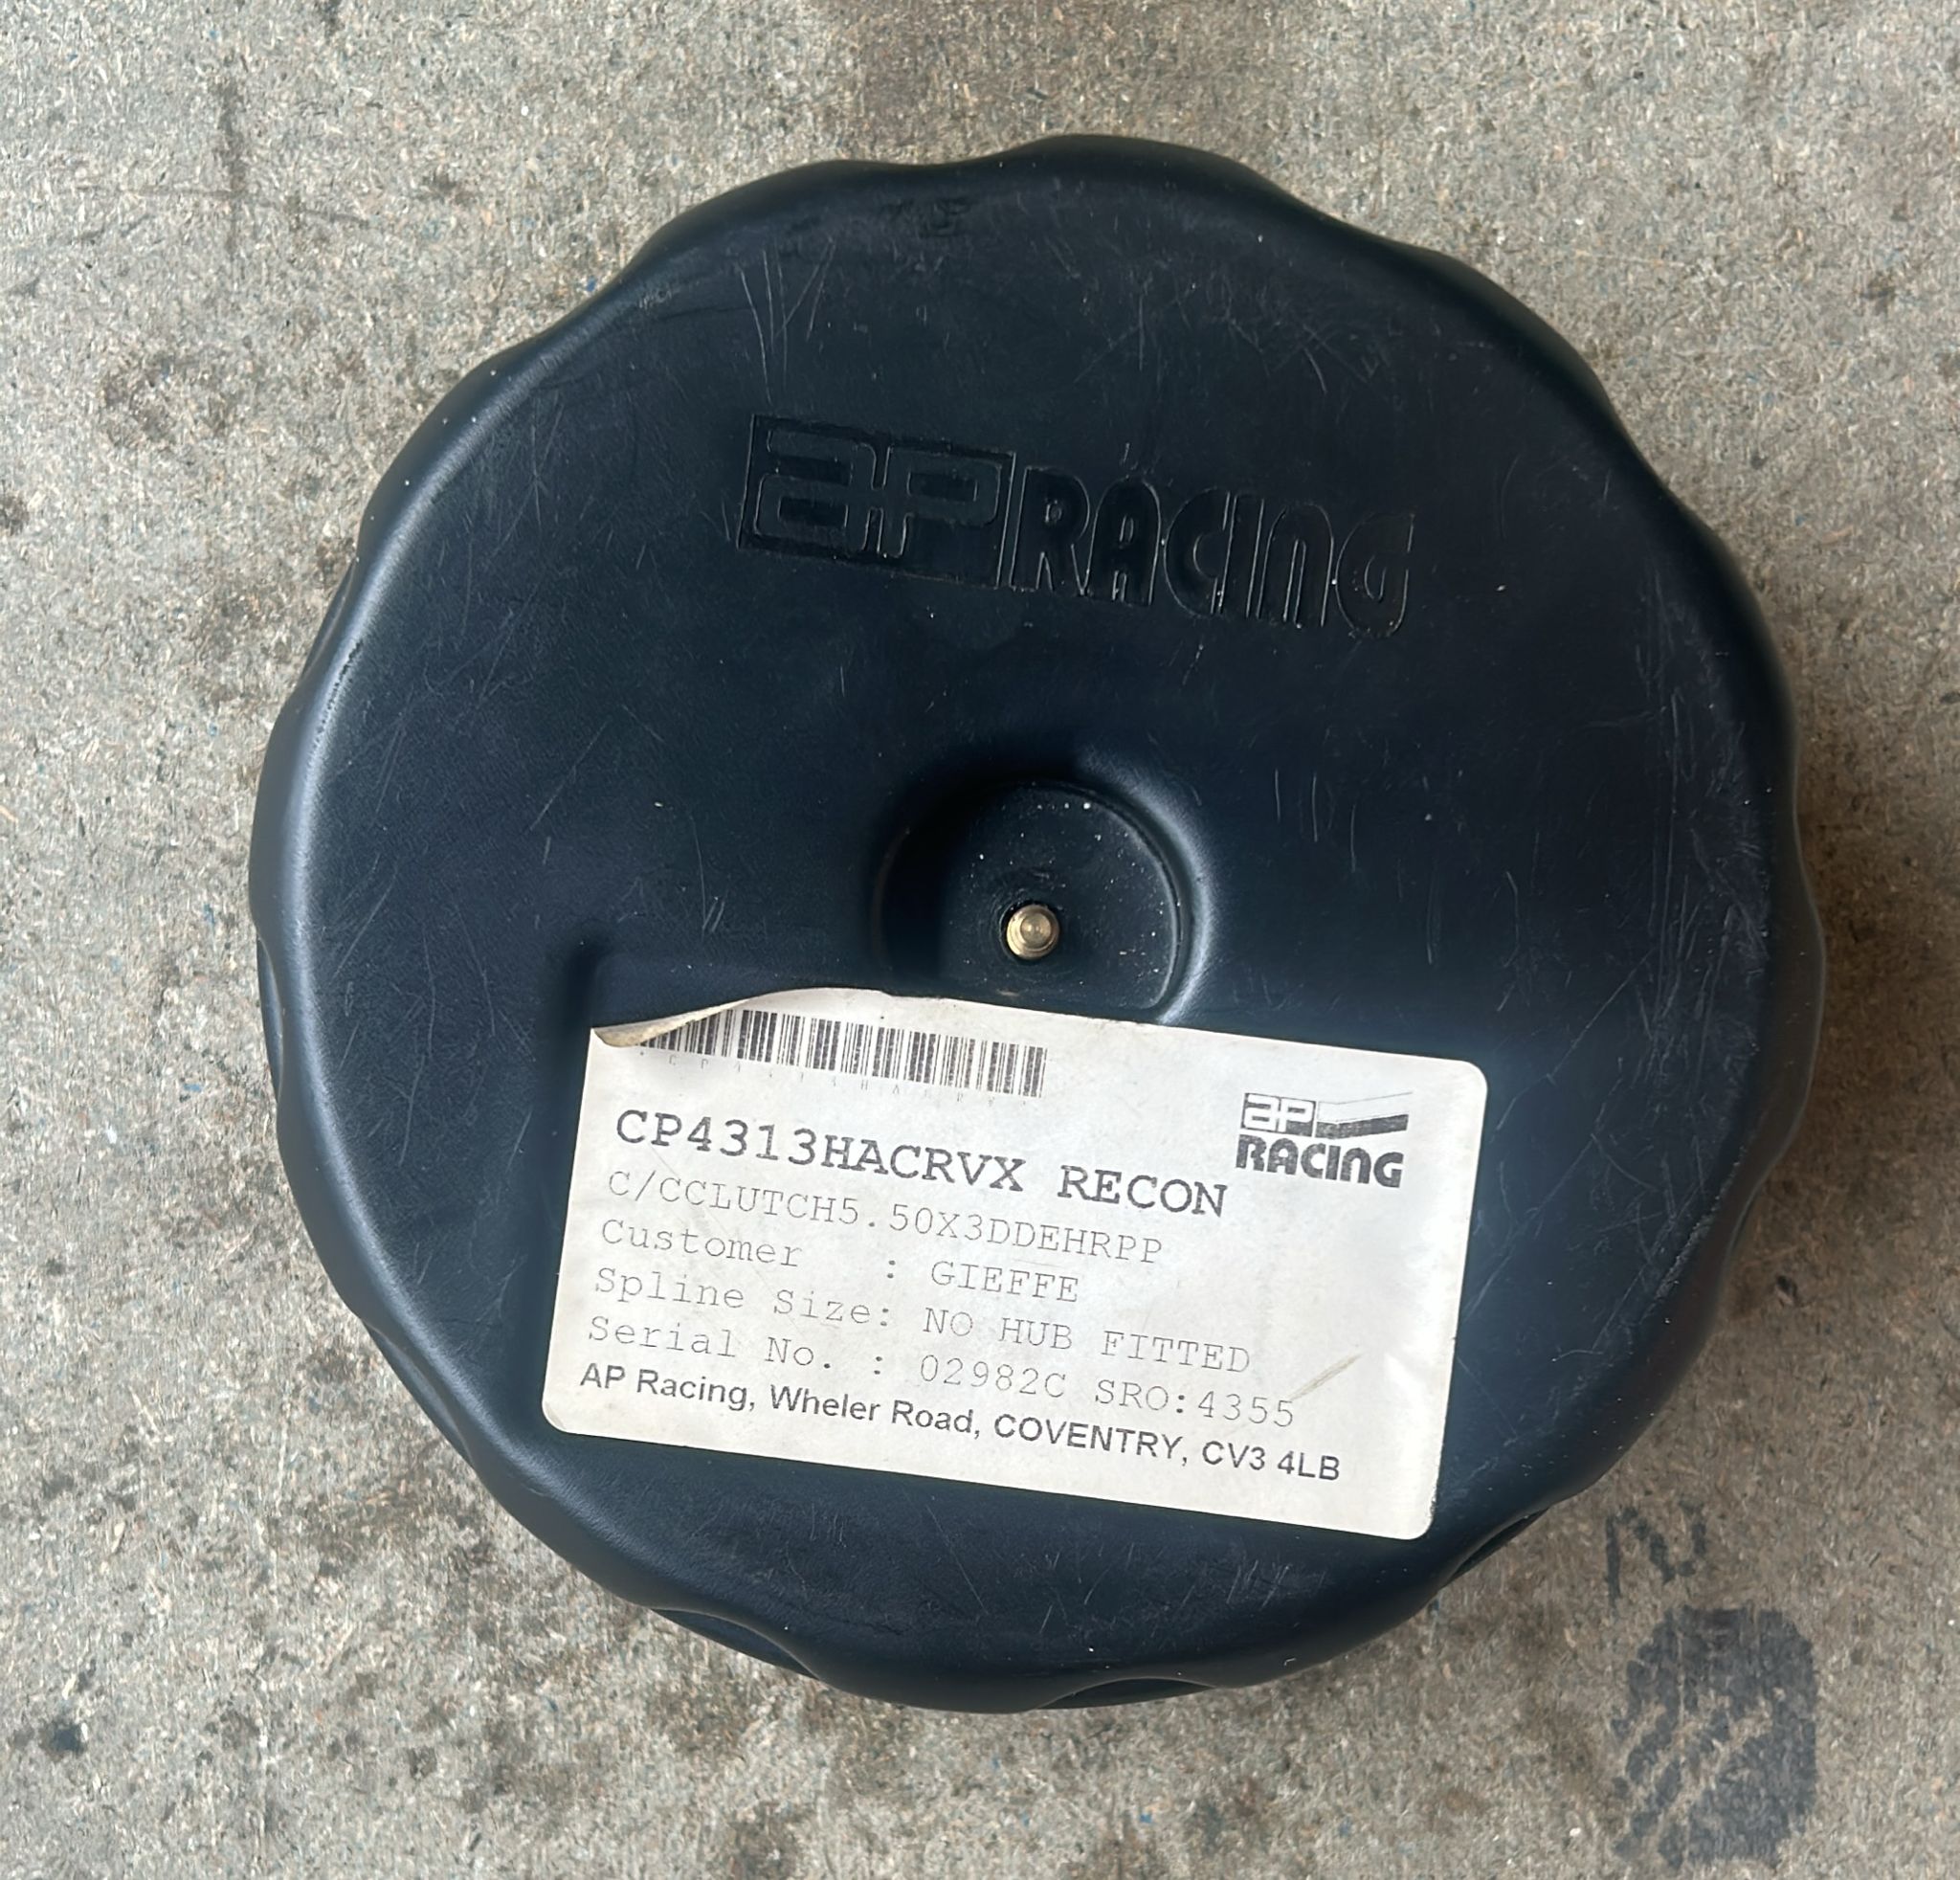 ap RACING
CP4313HACRVX RECON
ap
RACING
C/CCLUTCH5.50X3DDEHRPP
Customer : GIEFFE
Spline Size: NO HUB FITTED
Serial No. : 02982C SRO:4355
AP Racing, Wheler Road, COVENTRY, CV3 4LB